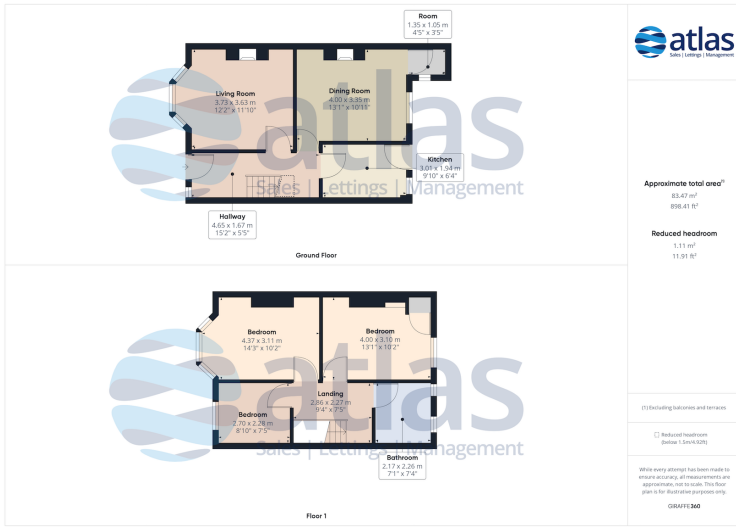 Room
1.35 x 1.05 m
4'5" x 3'5"
Living Room
3.73 x 3.63 m
12'2" x 11'10"
Dining Room
4.00 x 3.35 m
13'1" x 10'11"
Kitchen
3.01 x 1.94 m
9'10" x 6'4"
Hallway
4.65 x 1.67 m
15'2" x 5'5"
atlas
Sales | Lettings | Management
Ground Floor
Bedroom
4.37 x 3.11 m
14'3" x 10'2"
Bedroom
4.00 x 3.10 m
13'1" x 10'2"
Landing
2.86 x 2.27 m
9'4" x 7'5"
Bedroom
2.70 x 2.28 m
8'10" x 7'5"
Bathroom
2.17 x 2.26 m
7'1" x 7'4"
atlas
Sales | Lettings | Management
Floor 1
atlas
Sales | Lettings | Management
Approximate total area⁽¹⁾
83.47 m²
898.41 ft²
Reduced headroom
1.11 m²
11.91 ft²
(1) Excluding balconies and terraces
Reduced headroom
(below 1.5m/4.92ft)
While every attempt has been made to
ensure accuracy, all measurements are
approximate, not to scale. This floor
plan is for illustrative purposes only.
GIRAFFE360